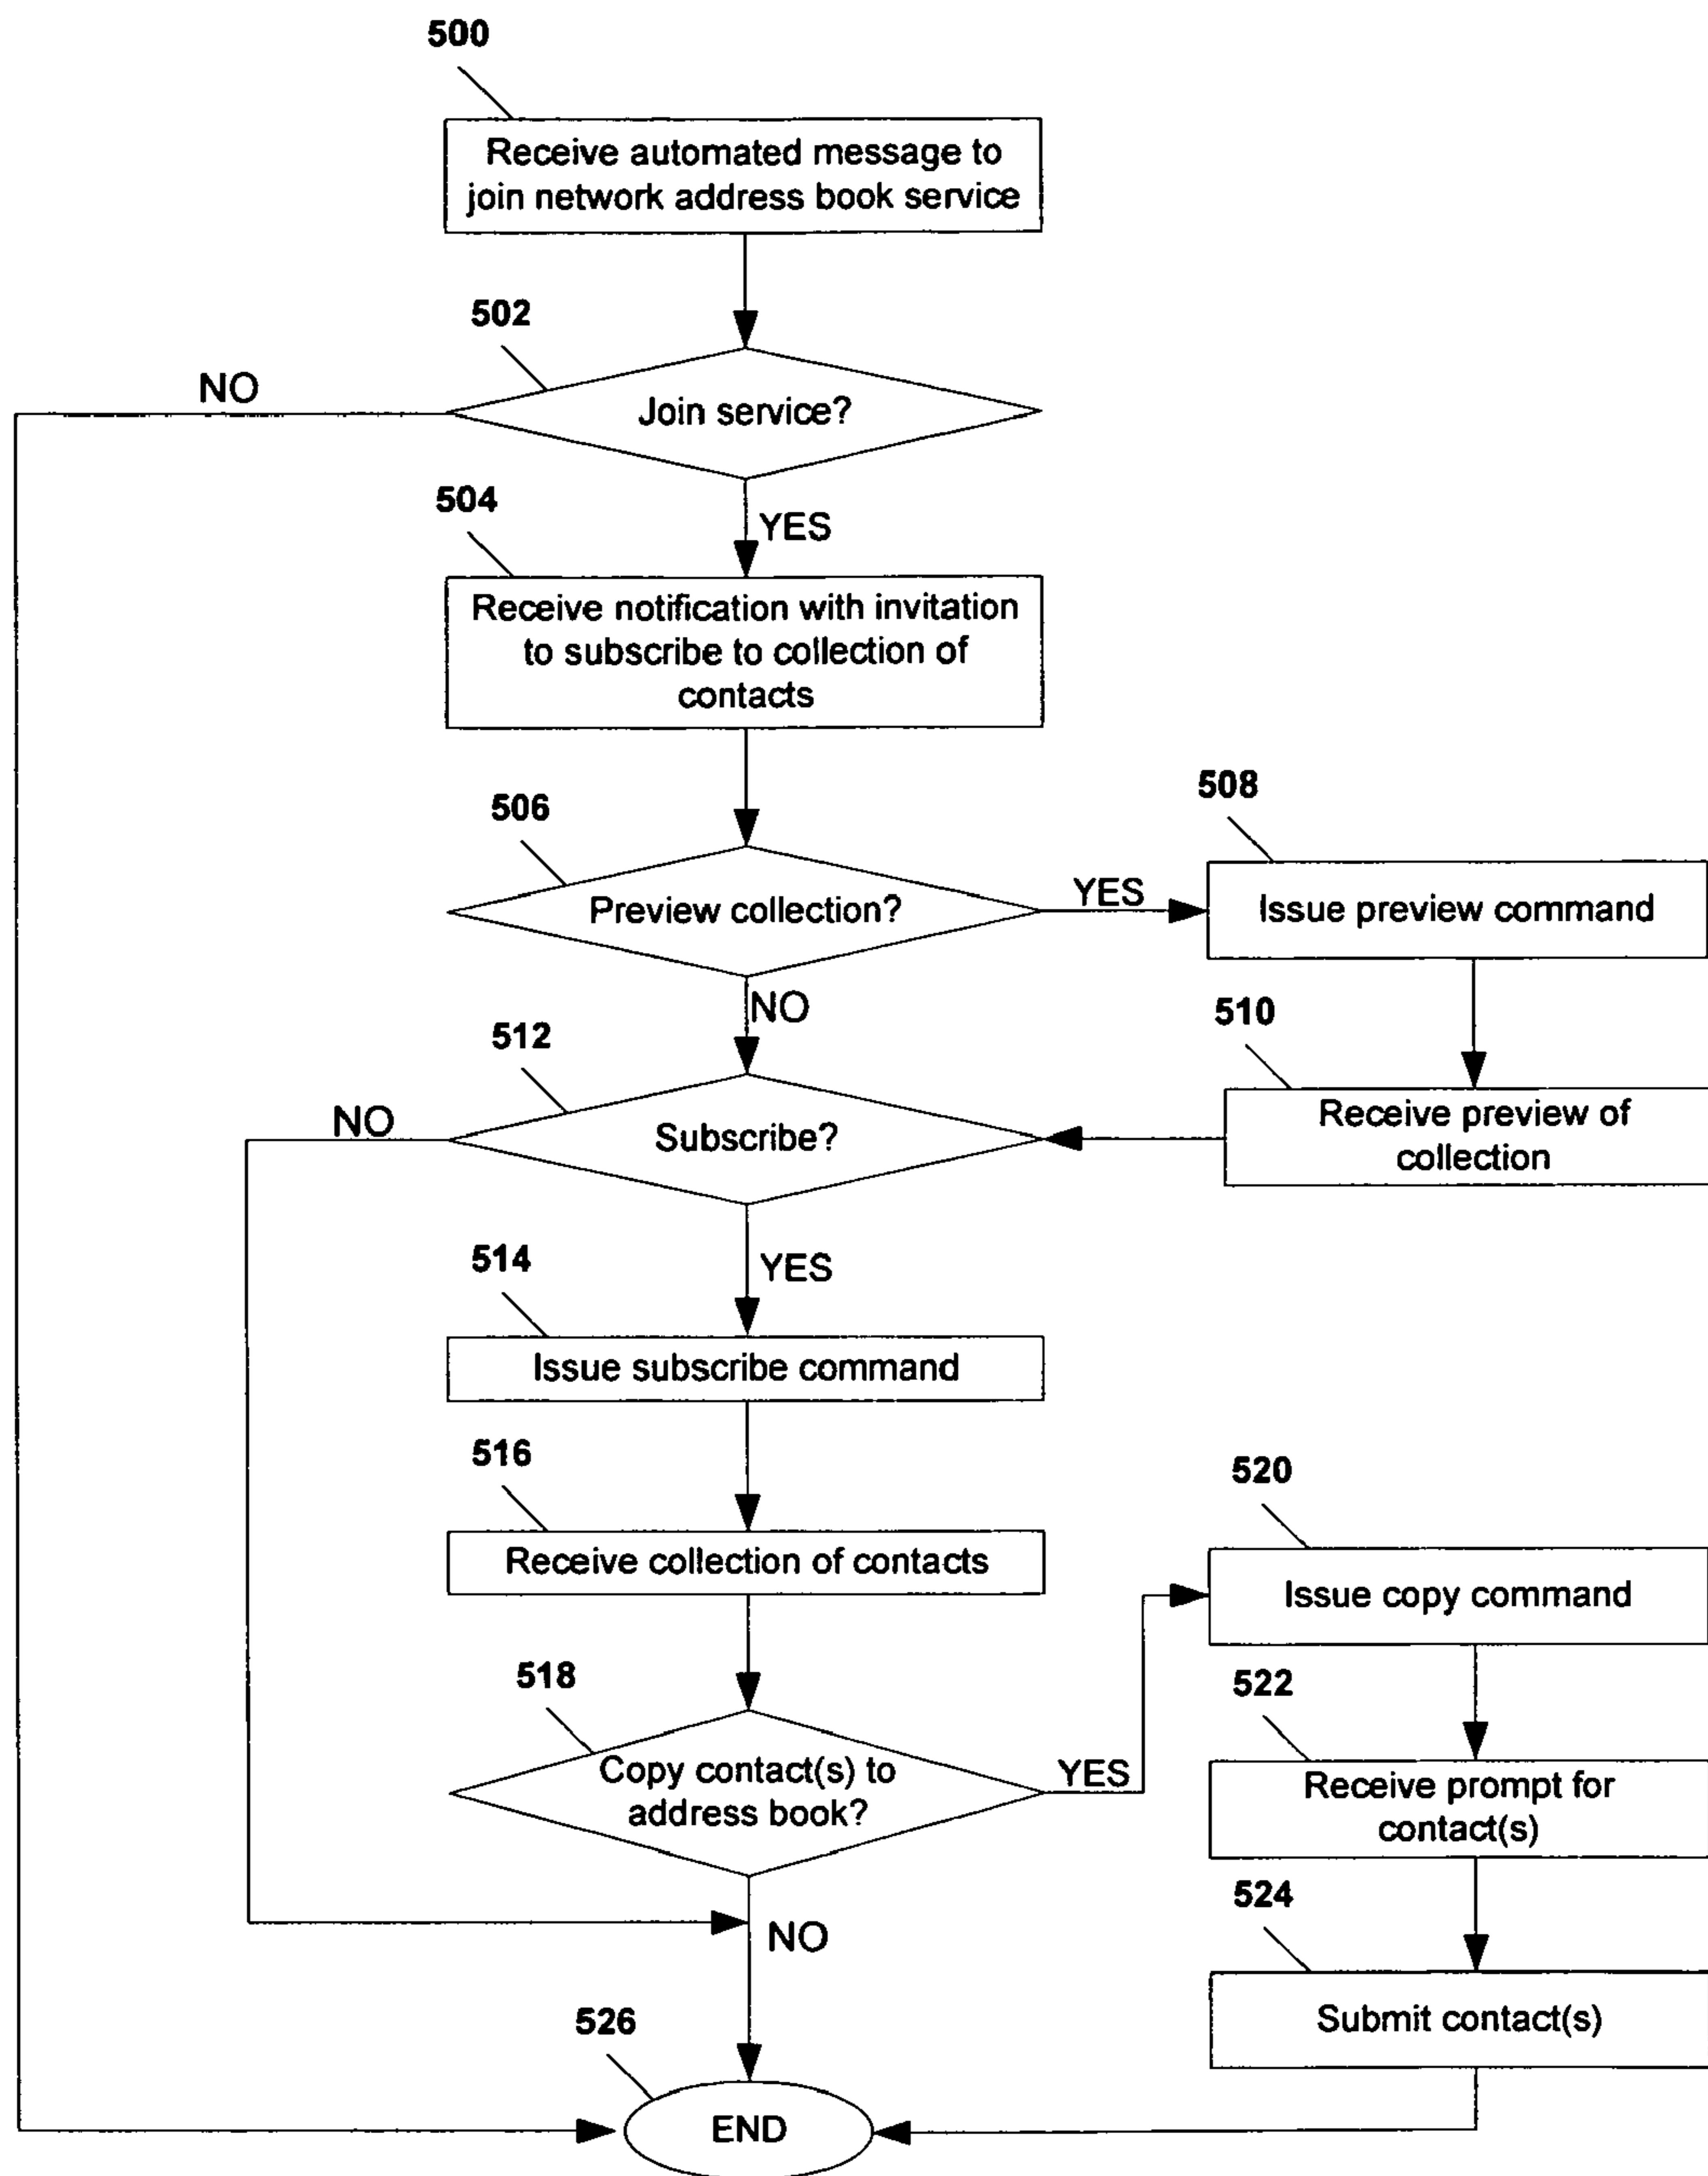 500
Receive automated message to
join network address book service
502
NO
Join service?
504
YES
Receive notification with invitation
to subscribe to collection of
contacts
506
508
Preview collection?
YES
Issue preview command
NO
510
512
Receive preview of
collection
NO
Subscribe?
514
YES
Issue subscribe command
516
Receive collection of contacts
520
Issue copy command
518
522
Copy contact(s) to
address book?
YES
Receive prompt for
contact(s)
524
NO
Submit contact(s)
526
END